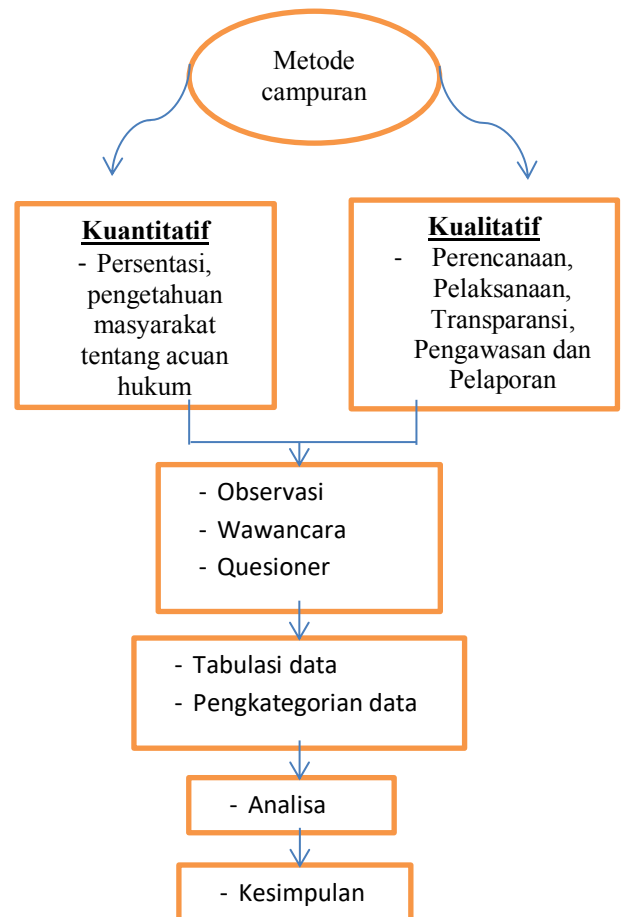 Metode
campuran
Kuantitatif
- Persentasi,
pengetahuan
masyarakat
tentang acuan
hukum
Kualitatif
- Perencanaan,
Pelaksanaan,
Transparansi,
Pengawasan dan
Pelaporan
- Observasi
- Wawancara
- Quesioner
- Tabulasi data
- Pengkategorian data
- Analisa
- Kesimpulan